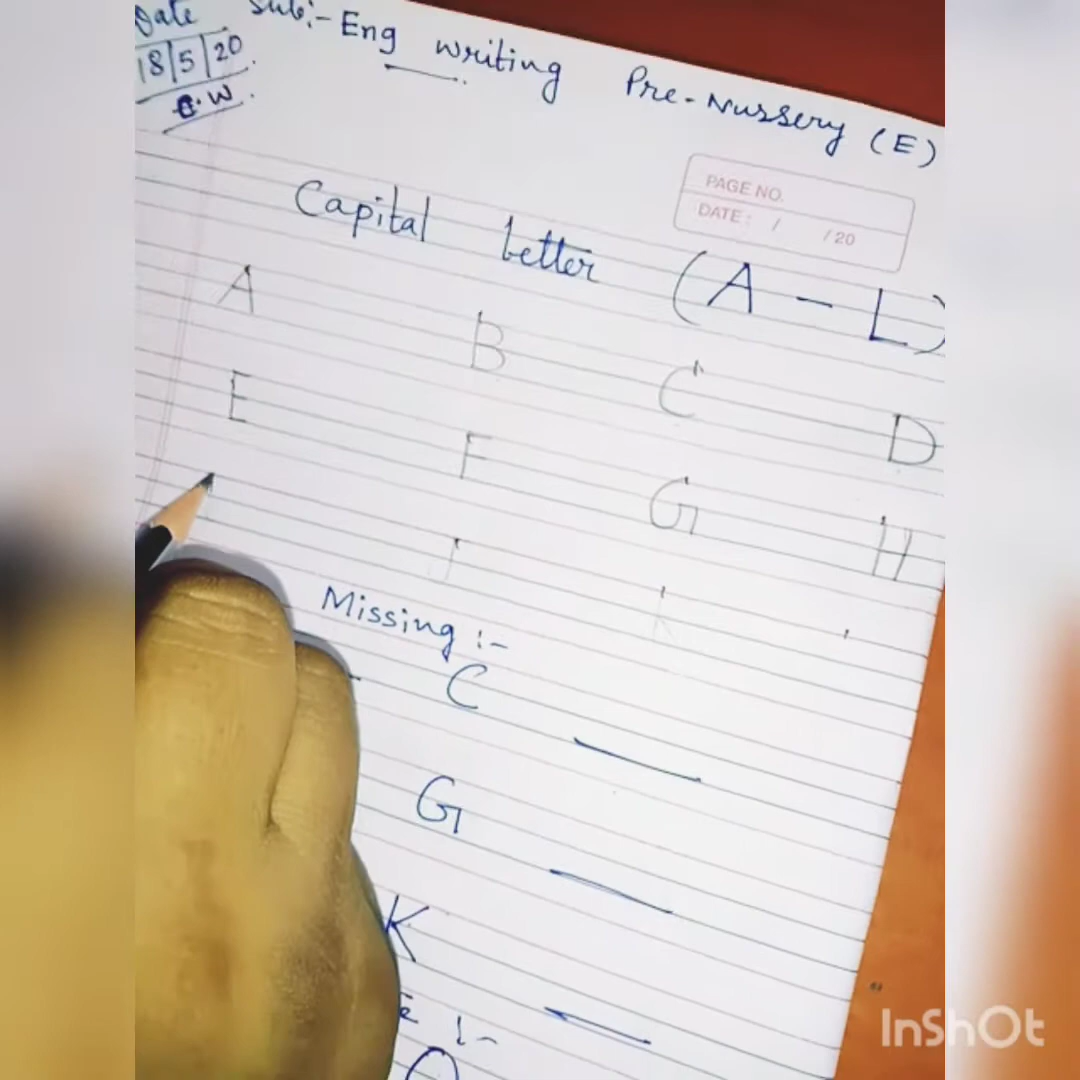 Date Sub:- Eng writing Pre-Nussery (E)
18/5/20
C.W.
PAGE NO.
DATE: / /20
Capital Letter (A - L)
A B C D
E F G H
Missing :-
C
G
K
InShOt